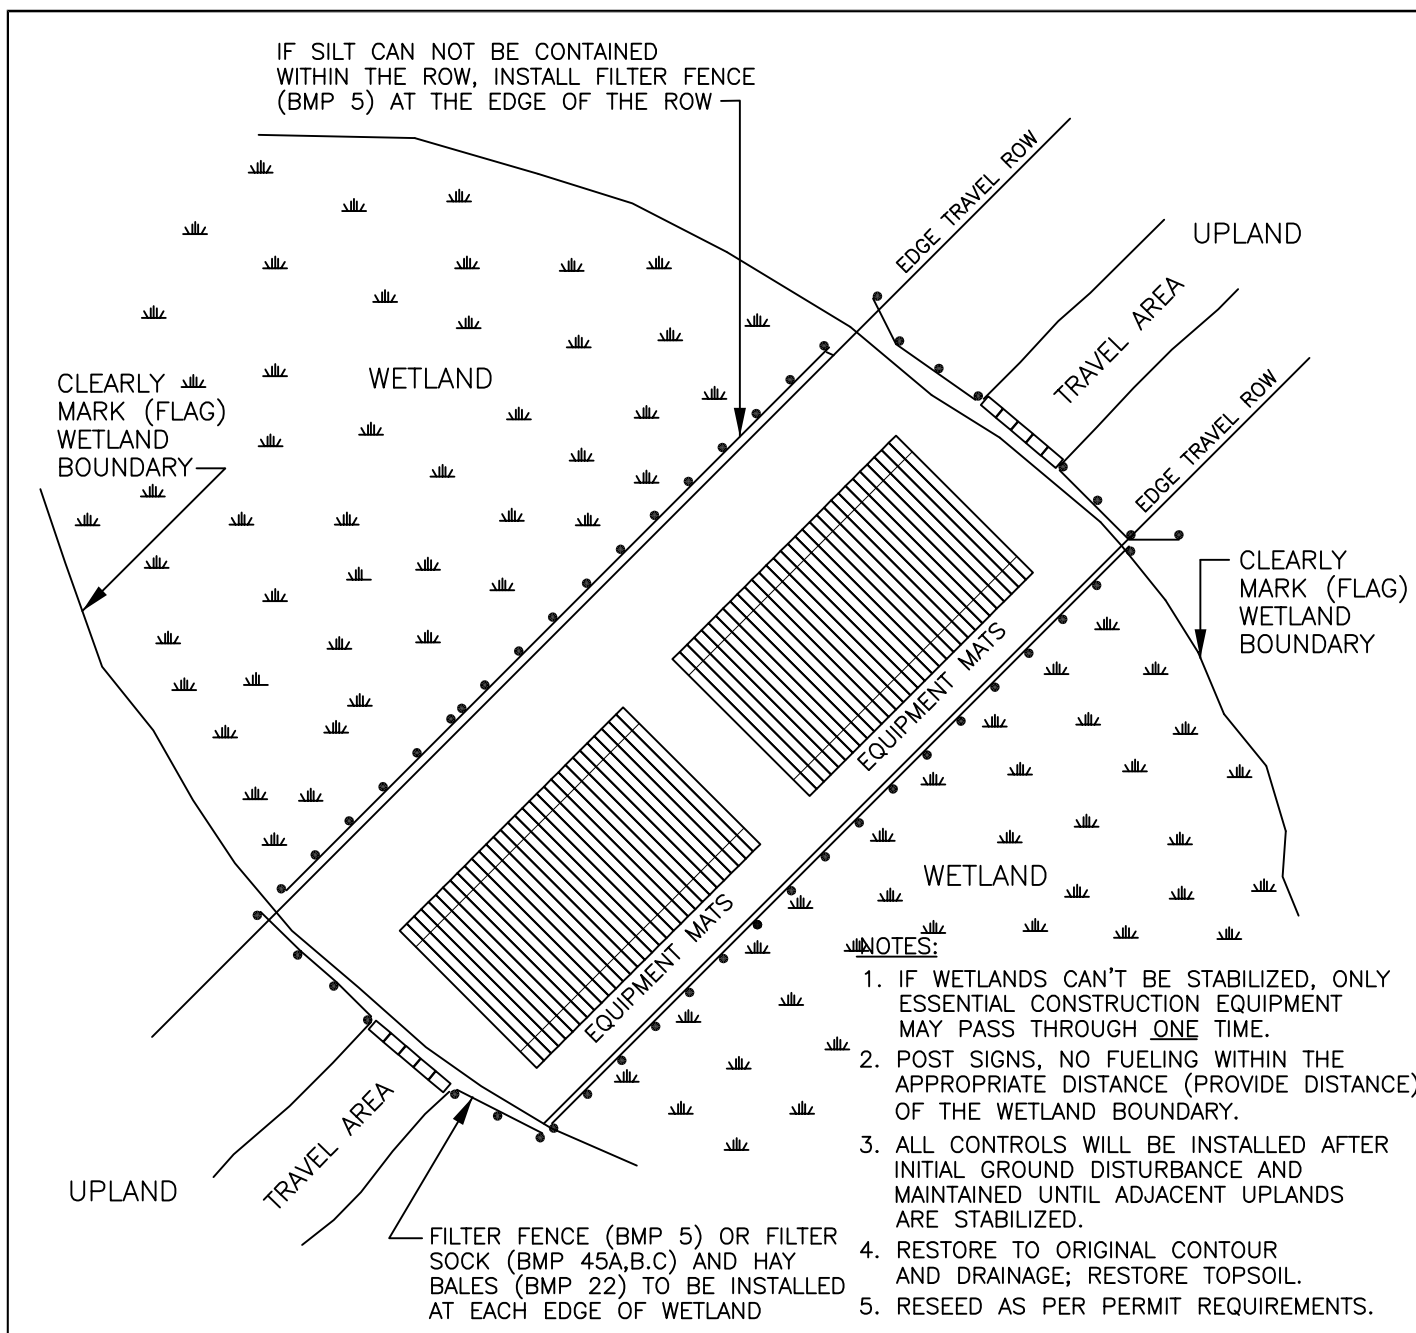 IF SILT CAN NOT BE CONTAINED
WITHIN THE ROW, INSTALL FILTER FENCE
(BMP 5) AT THE EDGE OF THE ROW
EDGE TRAVEL ROW
UPLAND
TRAVEL AREA
WETLAND
CLEARLY
MARK (FLAG)
WETLAND
BOUNDARY
EDGE TRAVEL ROW
CLEARLY
MARK (FLAG)
WETLAND
BOUNDARY
EQUIPMENT MATS
EQUIPMENT MATS
WETLAND
NOTES:
1. IF WETLANDS CAN'T BE STABILIZED, ONLY
ESSENTIAL CONSTRUCTION EQUIPMENT
MAY PASS THROUGH ONE TIME.
2. POST SIGNS, NO FUELING WITHIN THE
APPROPRIATE DISTANCE (PROVIDE DISTANCE)
OF THE WETLAND BOUNDARY.
3. ALL CONTROLS WILL BE INSTALLED AFTER
INITIAL GROUND DISTURBANCE AND
MAINTAINED UNTIL ADJACENT UPLANDS
ARE STABILIZED.
4. RESTORE TO ORIGINAL CONTOUR
AND DRAINAGE; RESTORE TOPSOIL.
5. RESEED AS PER PERMIT REQUIREMENTS.
TRAVEL AREA
UPLAND
FILTER FENCE (BMP 5) OR FILTER
SOCK (BMP 45A,B.C) AND HAY
BALES (BMP 22) TO BE INSTALLED
AT EACH EDGE OF WETLAND